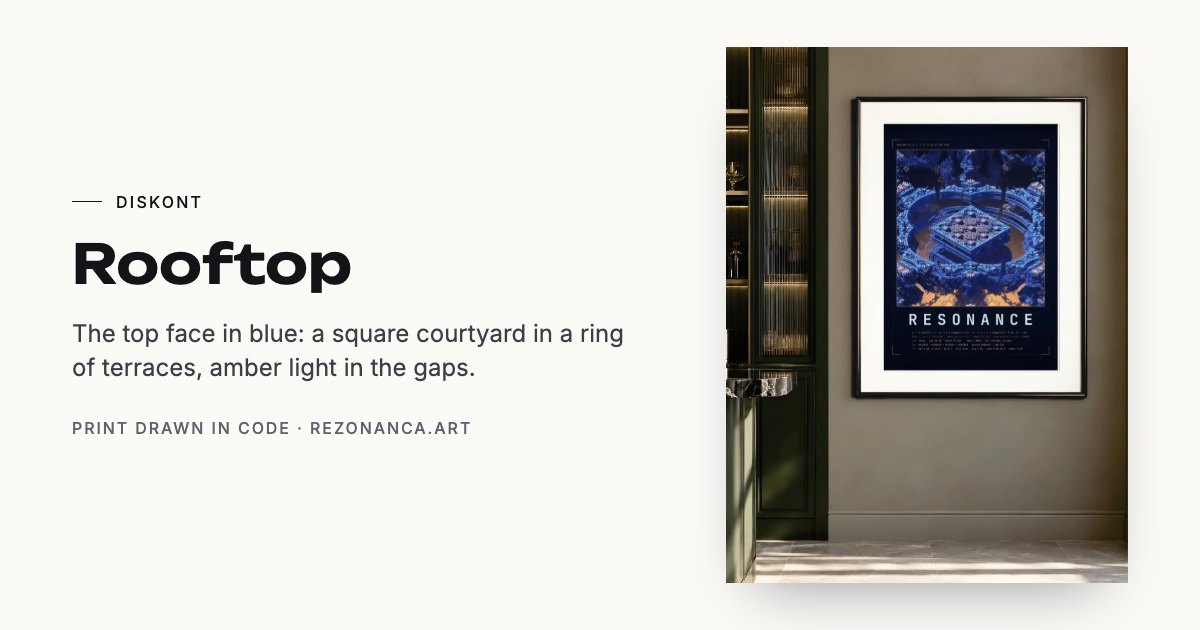 DISKONT
Rooftop
The top face in blue: a square courtyard in a ring
of terraces, amber light in the gaps.
PRINT DRAWN IN CODE · REZONANCA.ART
RESONANCE